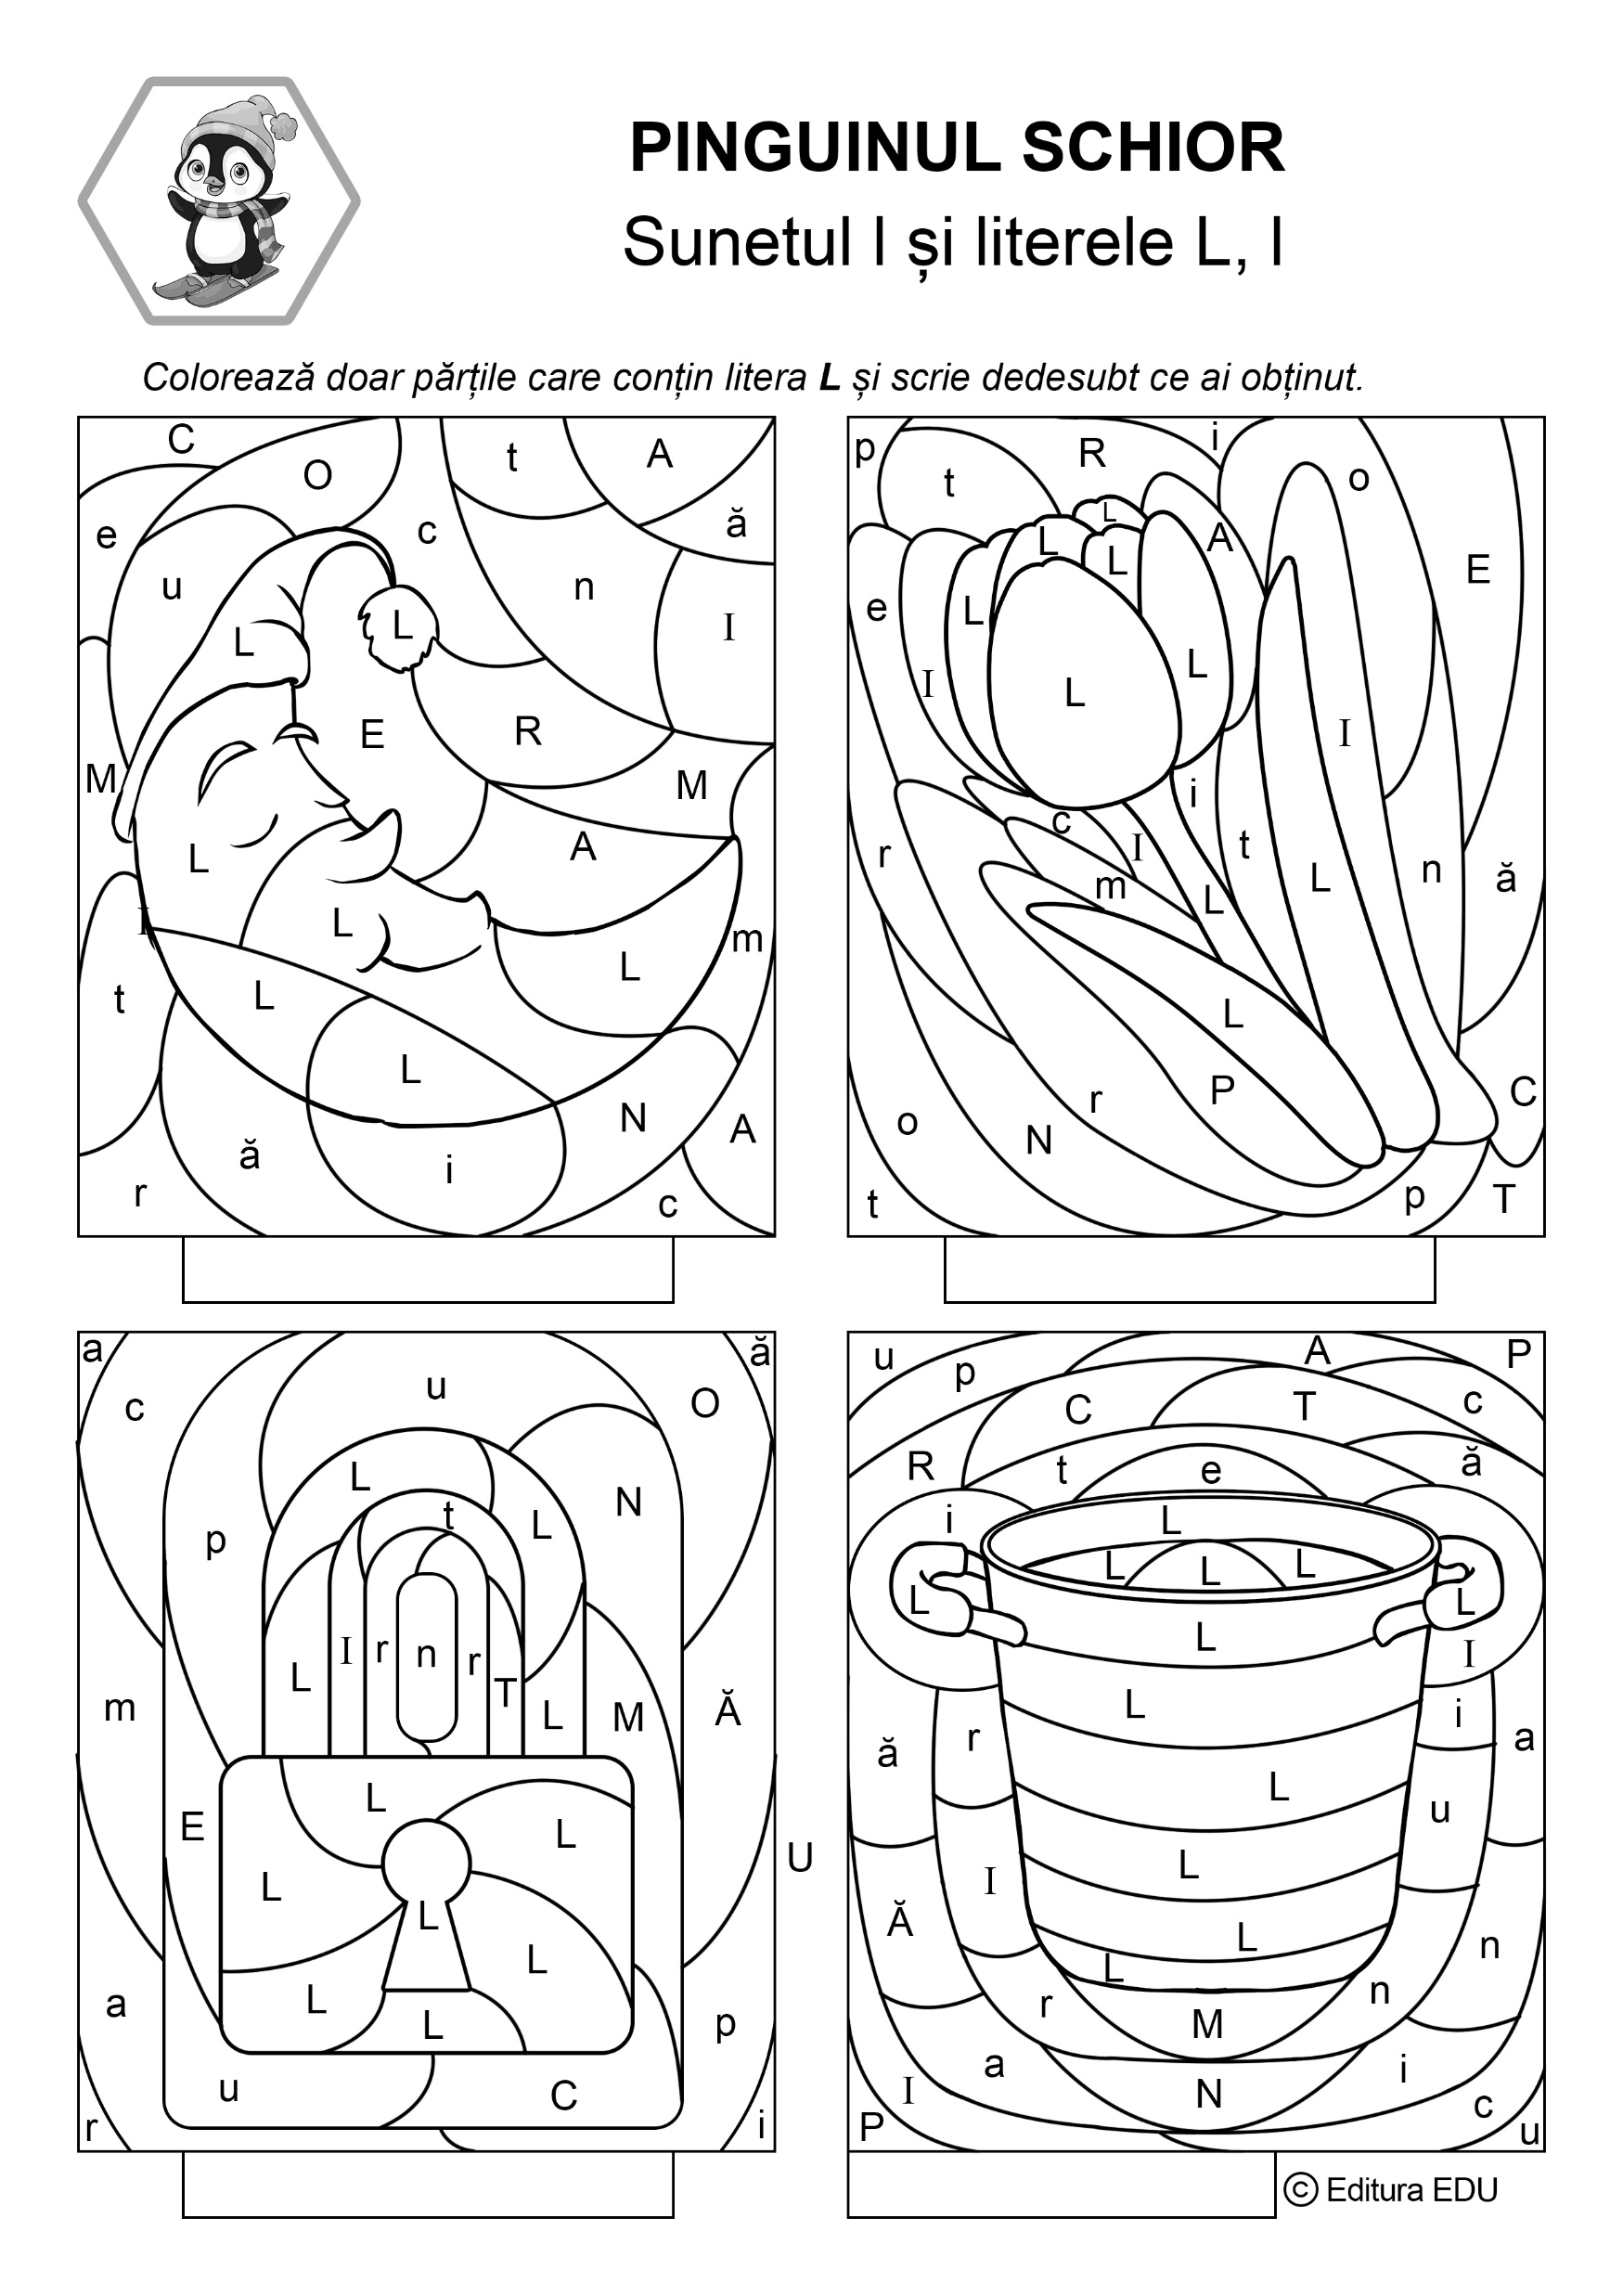 PINGUINUL SCHIOR
Sunetul l și literele L, l
Colorează doar părțile care conțin litera L și scrie dedesubt ce ai obținut.
C O t A
e u c ă
L L n I
M E R M
L A
I L L m
t L
L N A
ă i
r c
p t R i o
L A E
L L
e L L
I L I
i
c I t
r m L L n ă
L
P C
r
o N
t p T
a u ă
c O
L
p t L N
I r n r
L T L M
m Ă
E L L
L
L L
a L L p
u C
r i
U
u p A P
C T c
R t e ă
i L
L L L
L L
L I
L i
ă r a
L u
L
I
Ă L n
L
r n
M
a i
I N c
P u
© Editura EDU